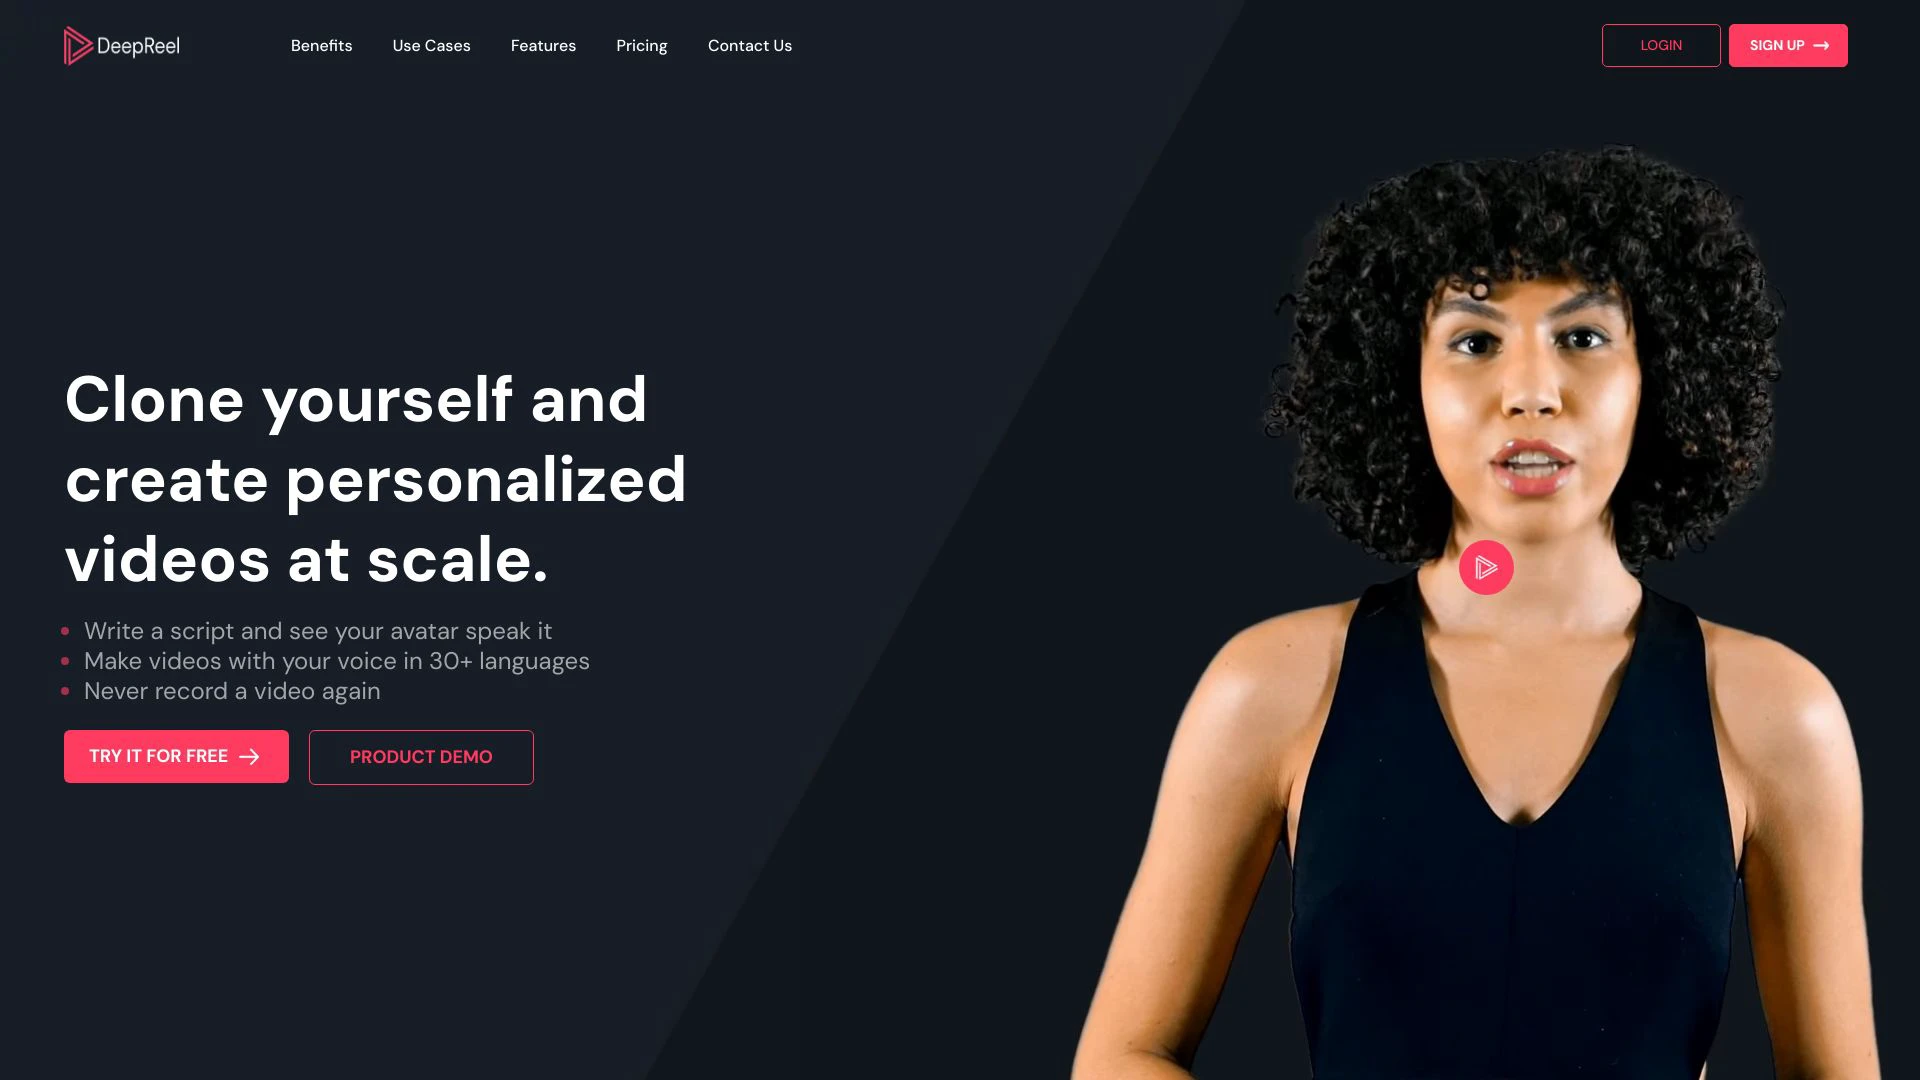 DeepReel
Benefits
Use Cases
Features
Pricing
Contact Us
LOGIN
SIGN UP
Clone yourself and
create personalized
videos at scale.
Write a script and see your avatar speak it
Make videos with your voice in 30+ languages
Never record a video again
TRY IT FOR FREE
PRODUCT DEMO